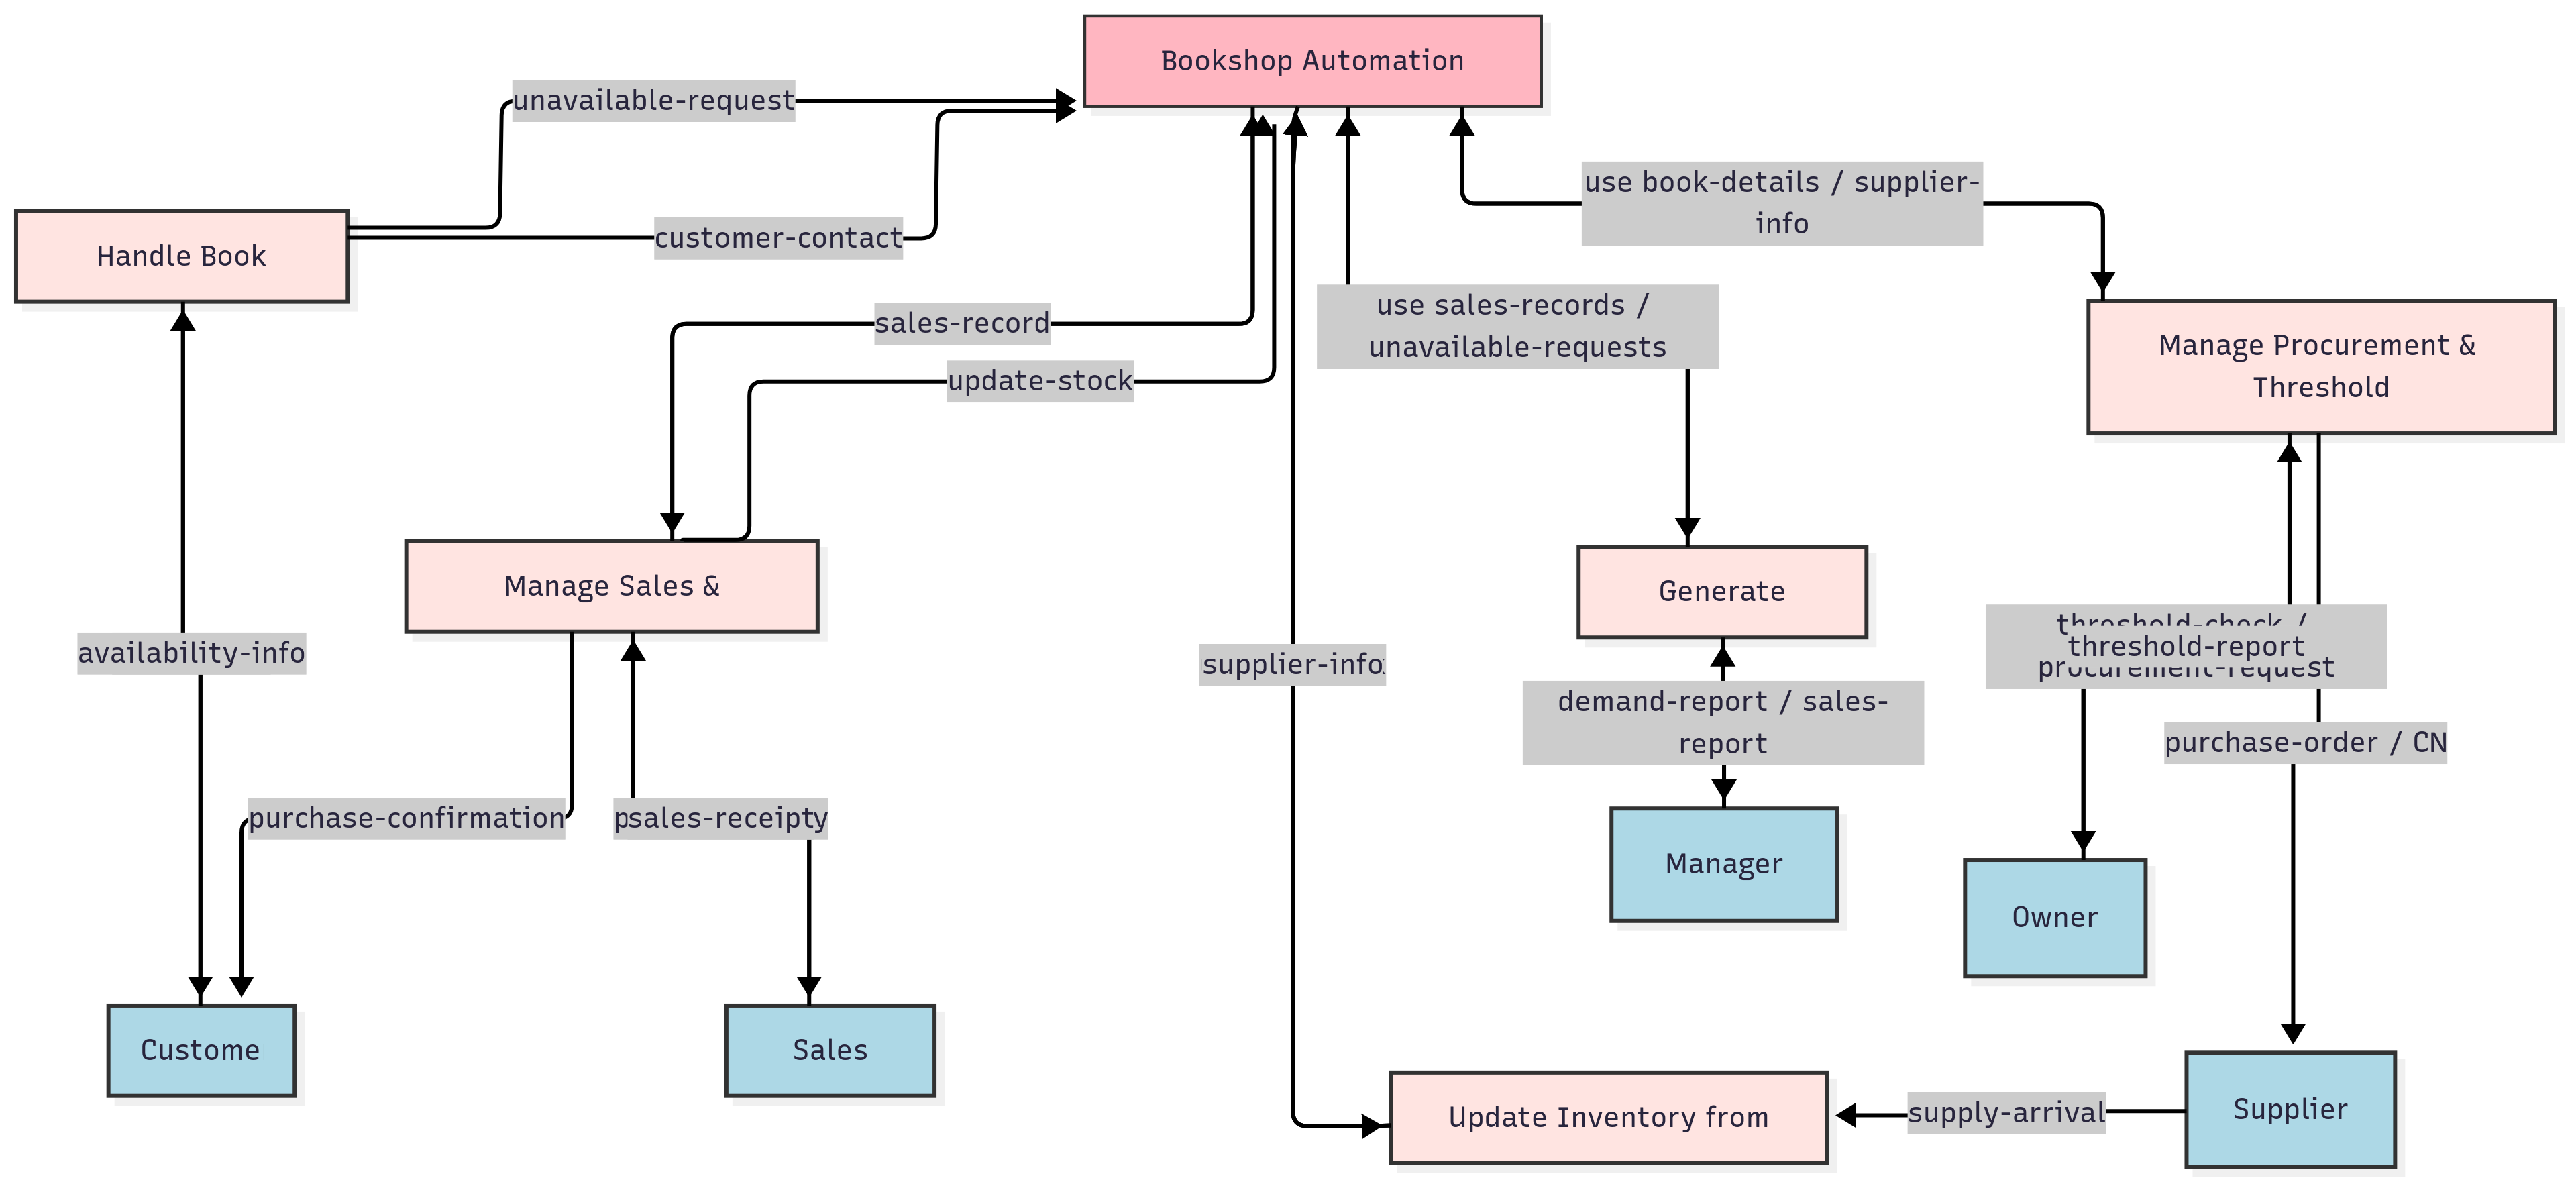 Bookshop Automation
unavailable-request
customer-contact
Handle Book
use book-details / supplier-
info
use sales-records /
unavailable-requests
sales-record
update-stock
Manage Procurement &
Threshold
Manage Sales &
Generate
availability-info
supplier-info
threshold-check /
threshold-report
procurement-request
demand-report / sales-
report
purchase-order / CN
purchase-confirmation
sales-receipt
Manager
Owner
Custome
Sales
Update Inventory from
supply-arrival
Supplier